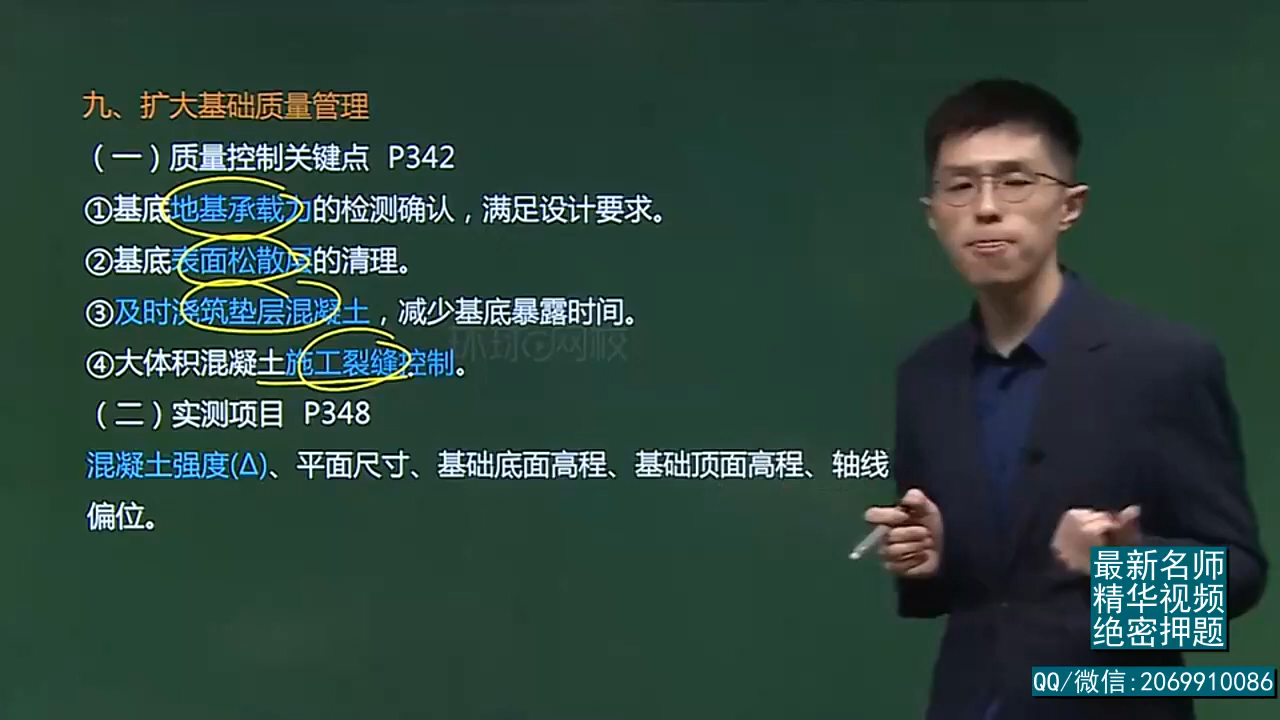 九、扩大基础质量管理
（一）质量控制关键点 P342
①基底地基承载力的检测确认，满足设计要求。
②基底表面松散层的清理。
③及时浇筑垫层混凝土，减少基底暴露时间。
环球网校
④大体积混凝土施工裂缝控制。
（二）实测项目 P348
混凝土强度(Δ)、平面尺寸、基础底面高程、基础顶面高程、轴线
偏位。
最新名师
精华视频
绝密押题
QQ/微信:2069910086